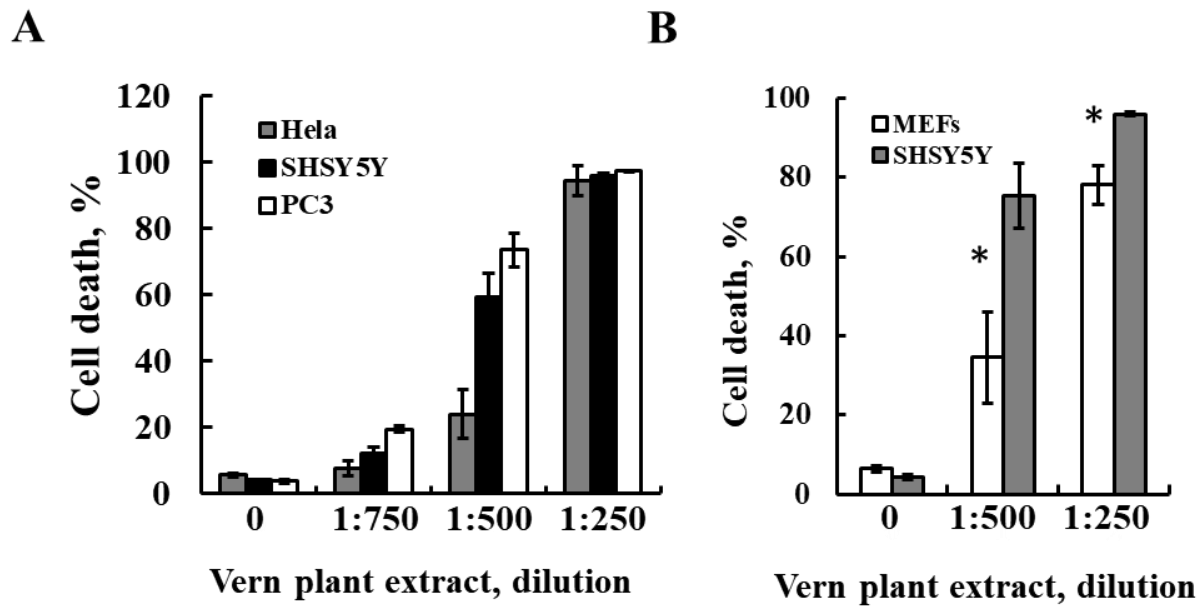 A
Cell death, %
120
100
80
60
40
20
0
Hela
SHSY5Y
PC3
0 1:750 1:500 1:250
Vern plant extract, dilution
B
Cell death, %
100
80
60
40
20
0
MEFs
SHSY5Y
*
*
0 1:500 1:250
Vern plant extract, dilution